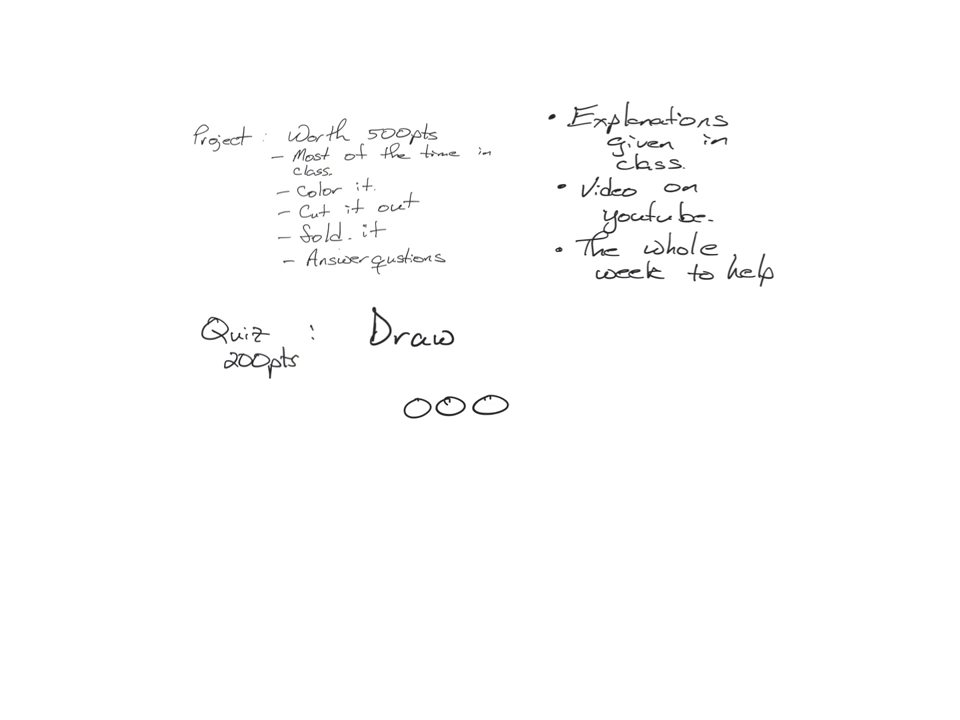 Project : Worth 500pts
- Most of the time in
class.
- Color it.
- Cut it out
- Fold. it
- Answer qustions
• Explanations
given in
class.
• Video on
youtube.
• The whole
week to help
Quiz : Draw
200pts